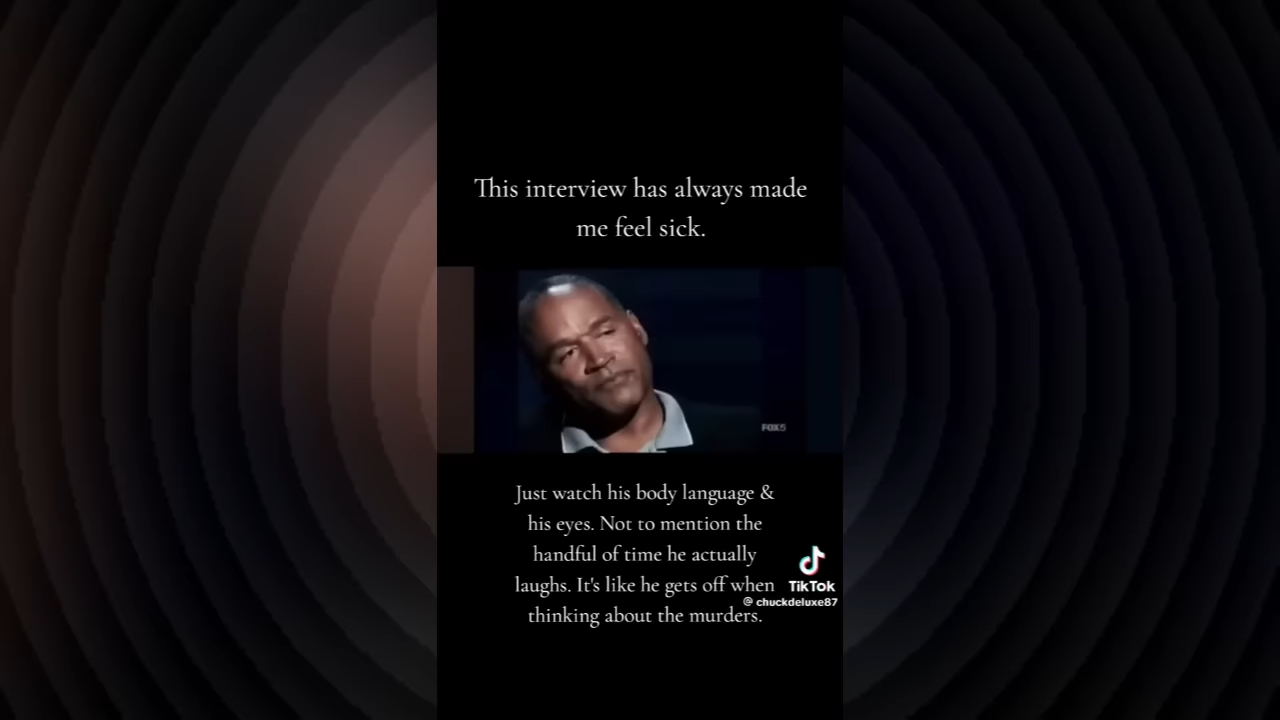 This interview has always made
me feel sick.
FOX5
Just watch his body language &
his eyes. Not to mention the
handful of time he actually
laughs. It's like he gets off when
thinking about the murders.
TikTok
@ chuckdeluxe87